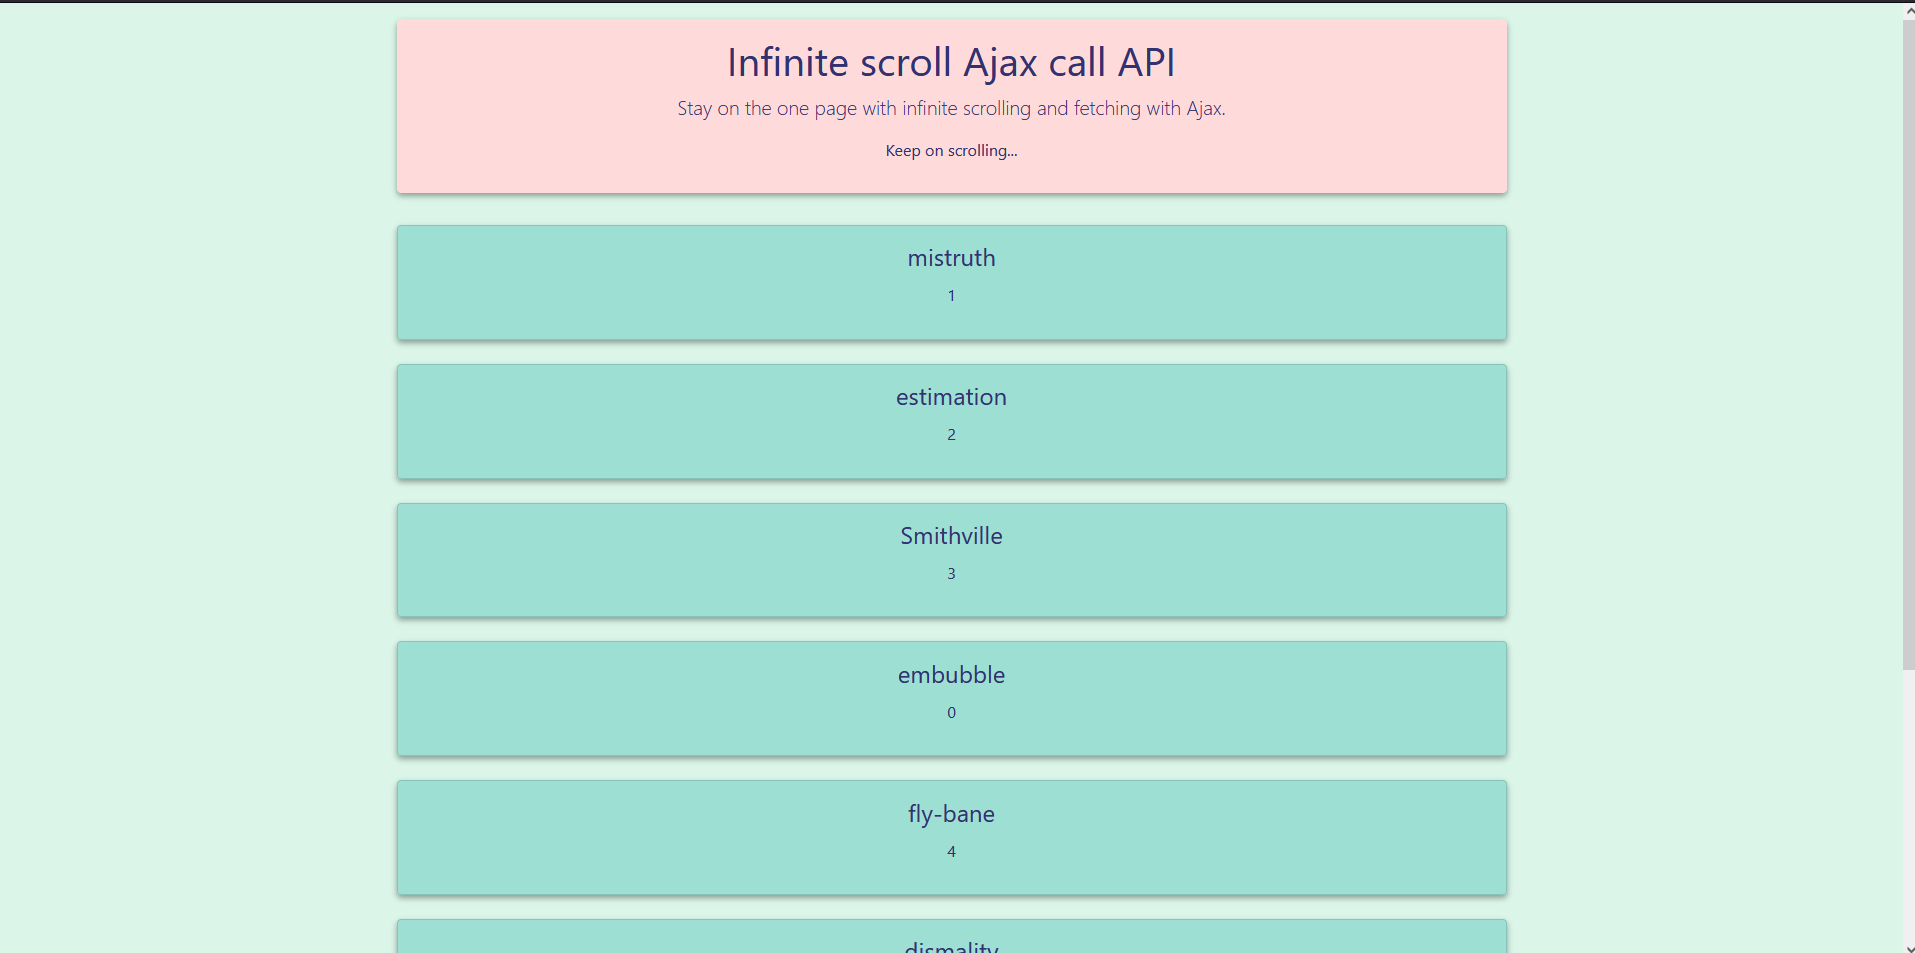 Infinite scroll Ajax call API
Stay on the one page with infinite scrolling and fetching with Ajax.
Keep on scrolling...
mistruth
1
estimation
2
Smithville
3
embubble
0
fly-bane
4
dismality